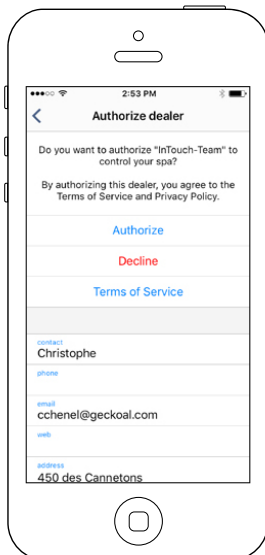 2:53 PM
Authorize dealer
Do you want to authorize "InTouch-Team" to
control your spa?
By authorizing this dealer, you agree to the
Terms of Service and Privacy Policy.
Authorize
Decline
Terms of Service
contact
Christophe
phone
email
cchenel@geckoal.com
web
address
450 des Cannetons